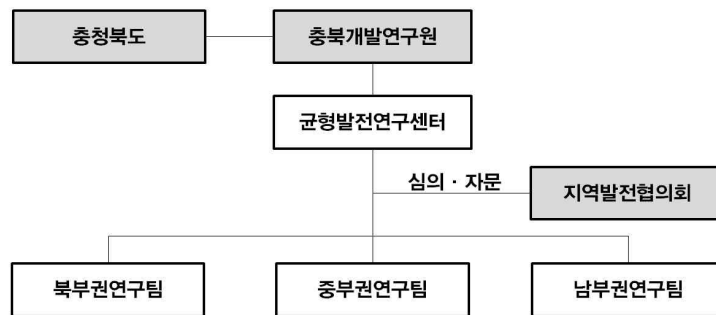 충청북도
충북개발연구원
균형발전연구센터
심의 · 자문
지역발전협의회
북부권연구팀
중부권연구팀
남부권연구팀